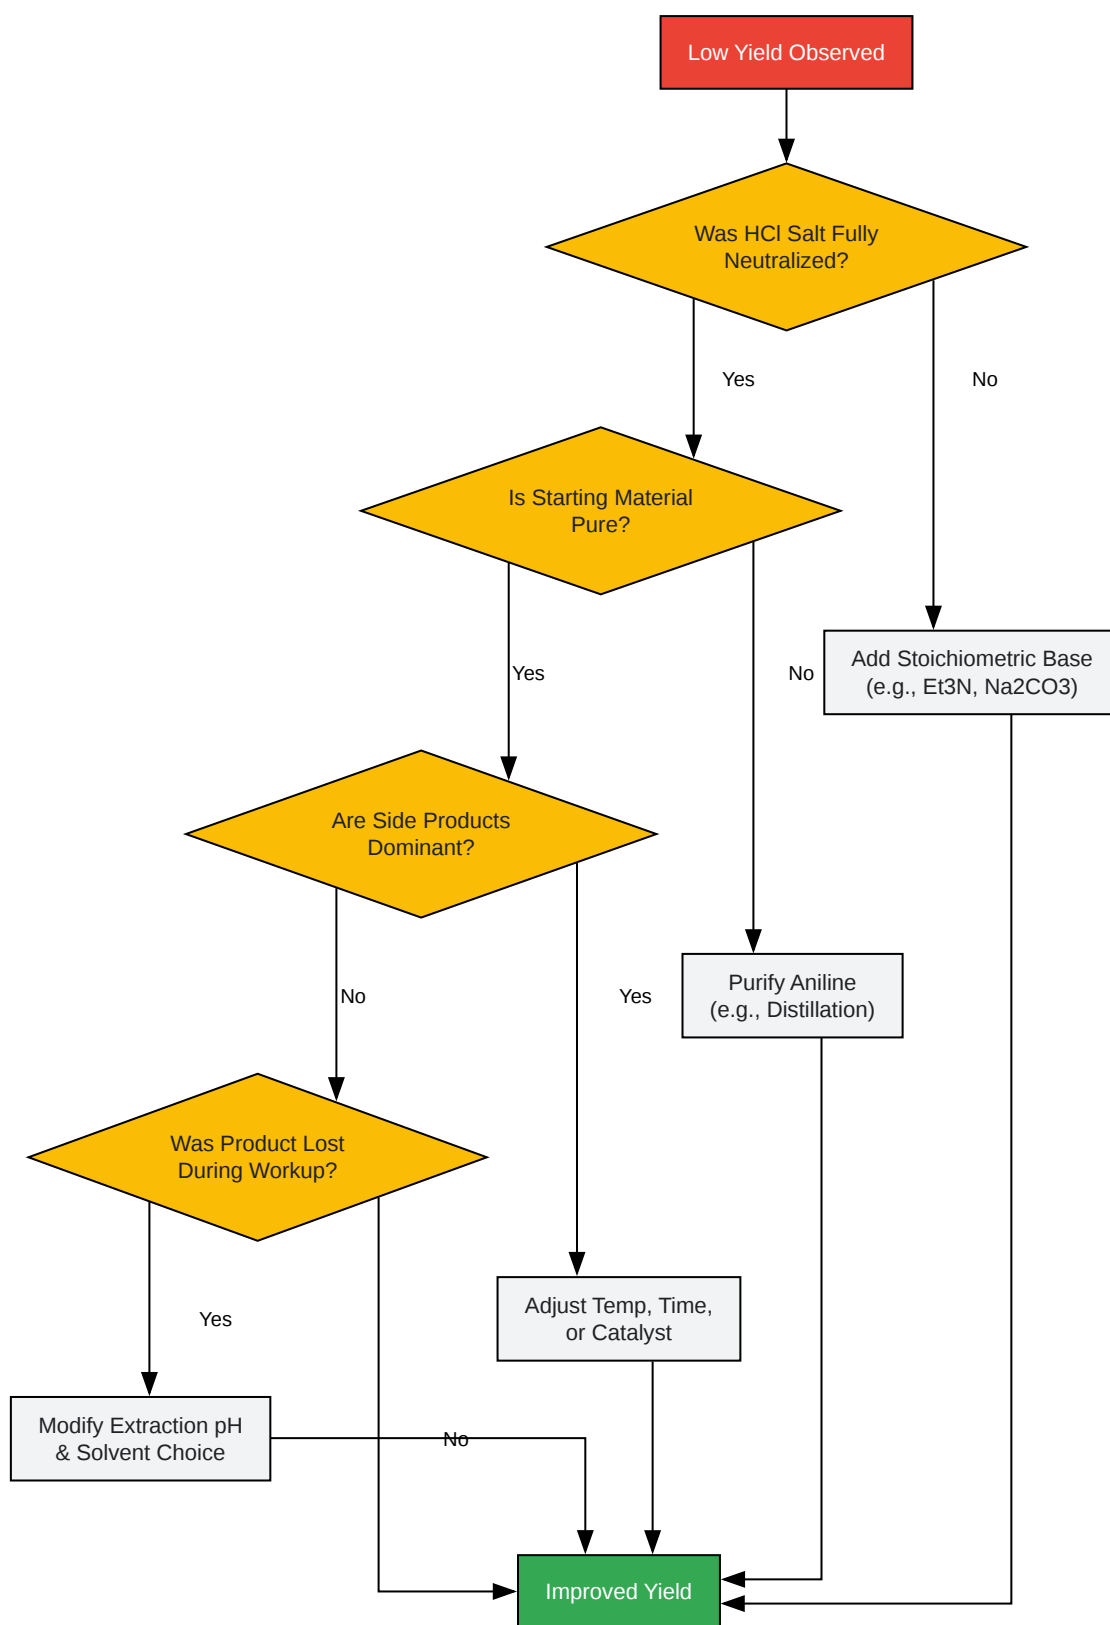 Low Yield Observed
Was HCl Salt Fully
Neutralized?
Yes
No
Is Starting Material
Pure?
Yes
No
Add Stoichiometric Base
(e.g., Et3N, Na2CO3)
Are Side Products
Dominant?
No
Yes
Purify Aniline
(e.g., Distillation)
Was Product Lost
During Workup?
Yes
Adjust Temp, Time,
or Catalyst
Modify Extraction pH
& Solvent Choice
No
Improved Yield